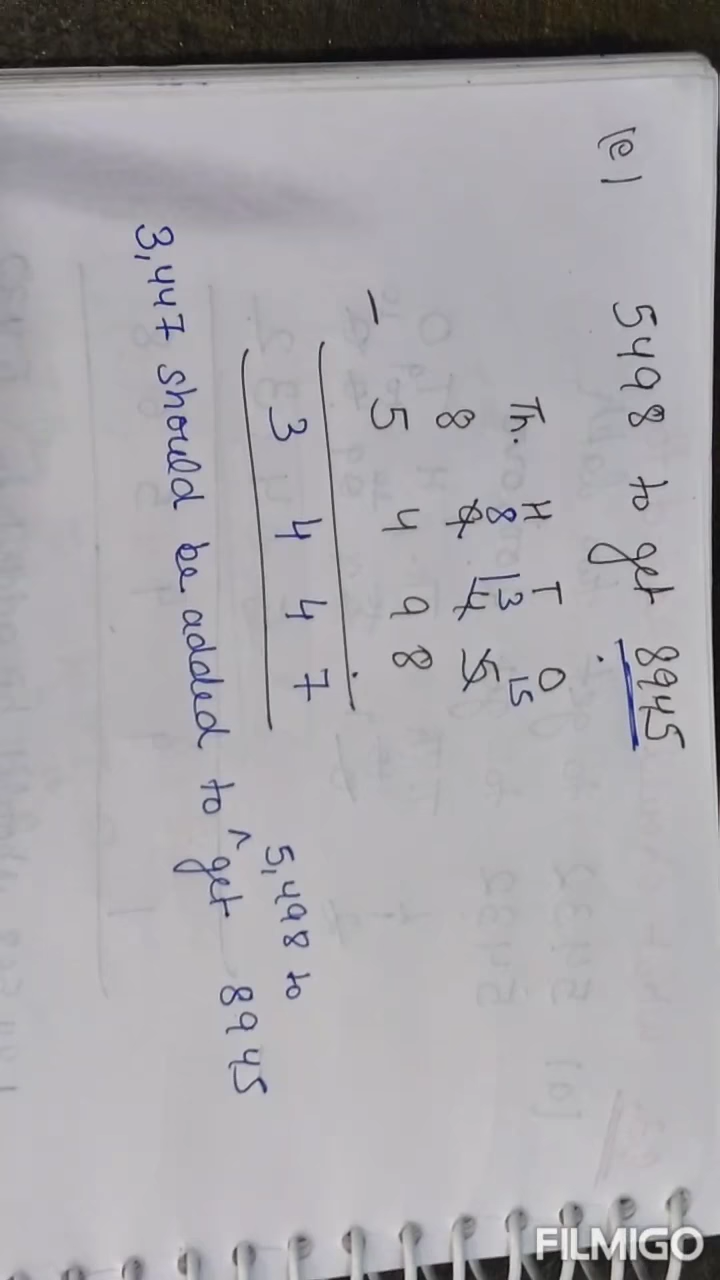 (c) 5498 to get 8945
Th. H T O
8 13 15
8 9 4 5
- 5 4 9 8
3 4 4 7
5,498 to
3,447 should be added to ^ get 8945
FILMIGO